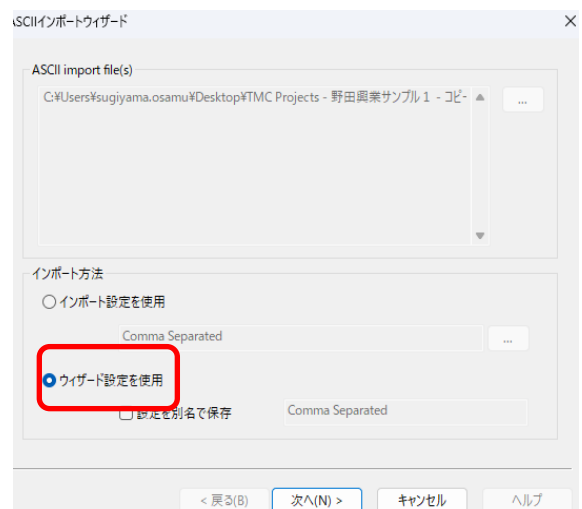 ASCIIインポートウィザード
ASCII import file(s)
C:¥Users¥sugiyama.osamu¥Desktop¥TMC Projects - 野田興業サンプル 1 - コピー
...
インポート方法
インポート設定を使用
Comma Separated
...
ウィザード設定を使用
設定を別名で保存 Comma Separated
< 戻る(B) 次へ(N) > キャンセル ヘルプ